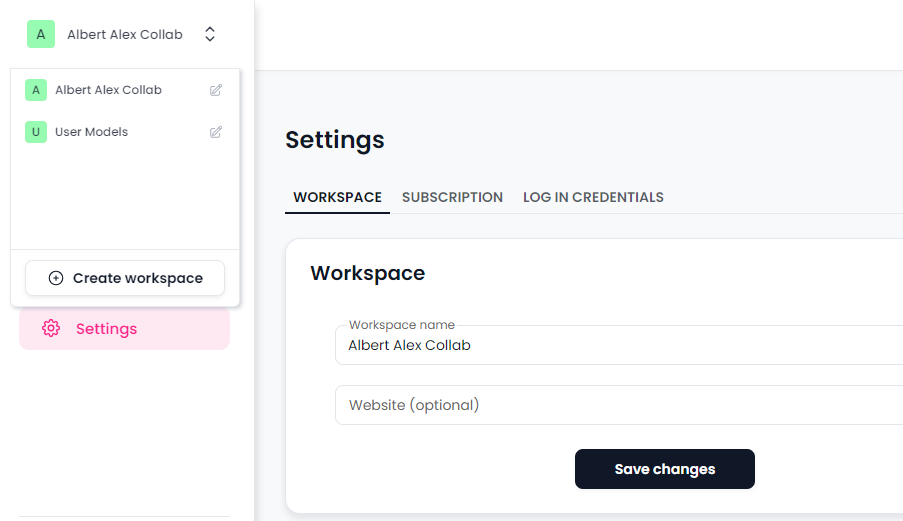 A Albert Alex Collab
A Albert Alex Collab
U User Models
Create workspace
Settings
Settings
WORKSPACE SUBSCRIPTION LOG IN CREDENTIALS
Workspace
Workspace name
Albert Alex Collab
Website (optional)
Save changes